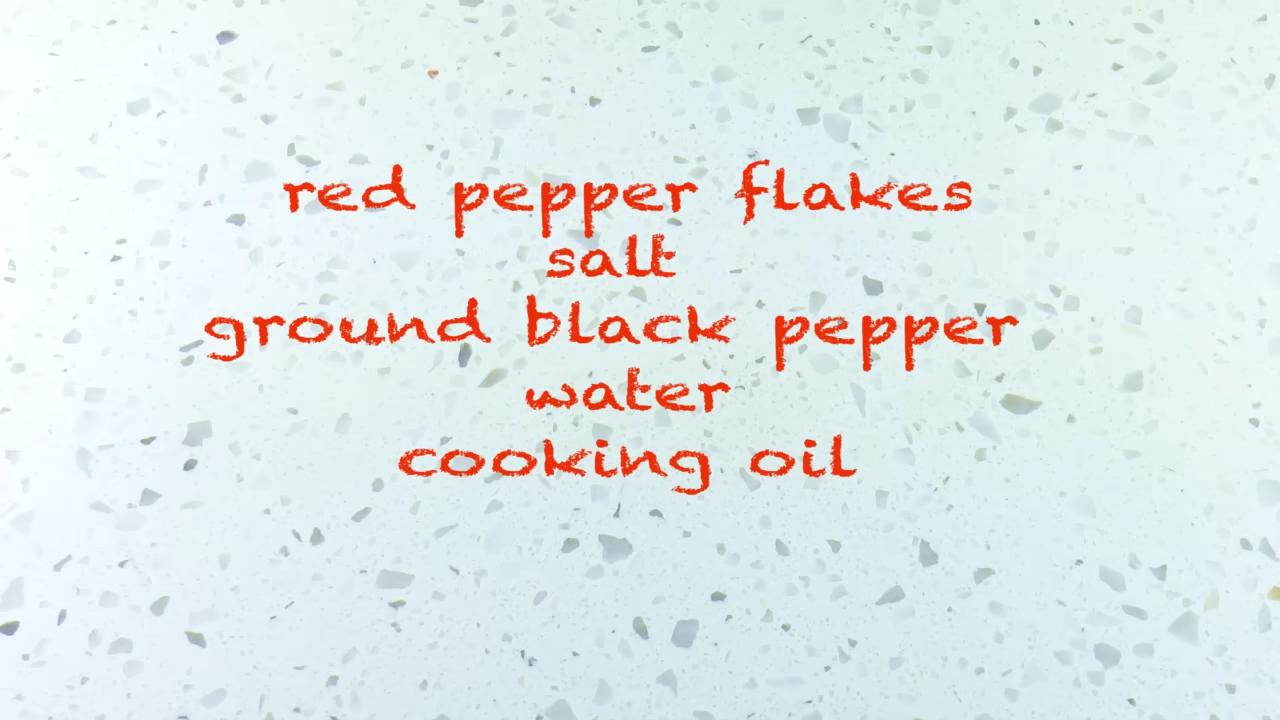 red pepper flakes
salt
ground black pepper
water
cooking oil